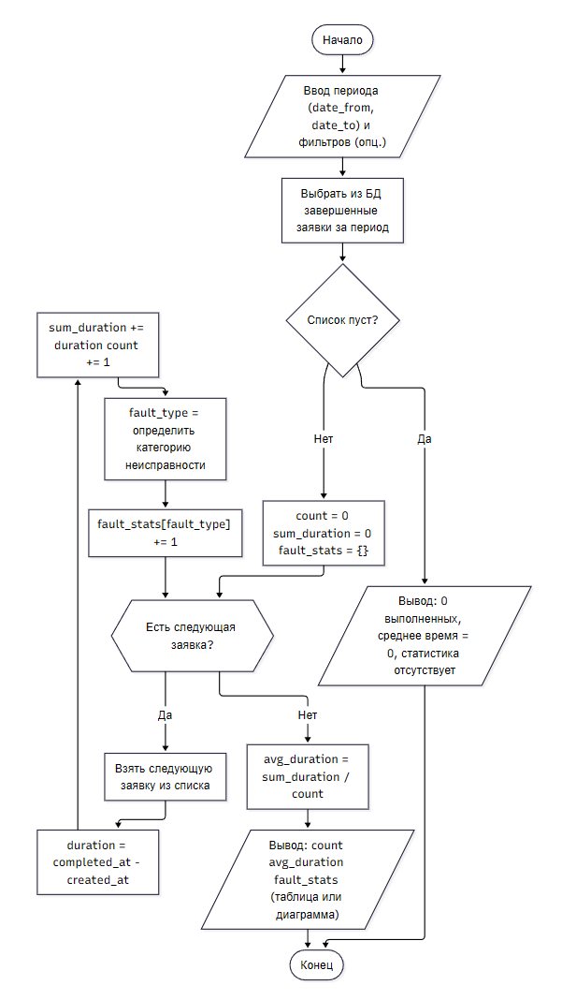 Начало
Ввод периода
(date_from,
date_to) и
фильтров (опц.)
Выбрать из БД
завершенные
заявки за период
Список пуст?
Нет
Да
count = 0
sum_duration = 0
fault_stats = {}
Вывод: 0
выполненных,
среднее время =
0, статистика
отсутствует
Есть следующая
заявка?
Да
Нет
Взять следующую
заявку из списка
duration =
completed_at -
created_at
sum_duration +=
duration count
+= 1
fault_type =
определить
категорию
неисправности
fault_stats[fault_type]
+= 1
avg_duration =
sum_duration /
count
Вывод: count
avg_duration
fault_stats
(таблица или
диаграмма)
Конец